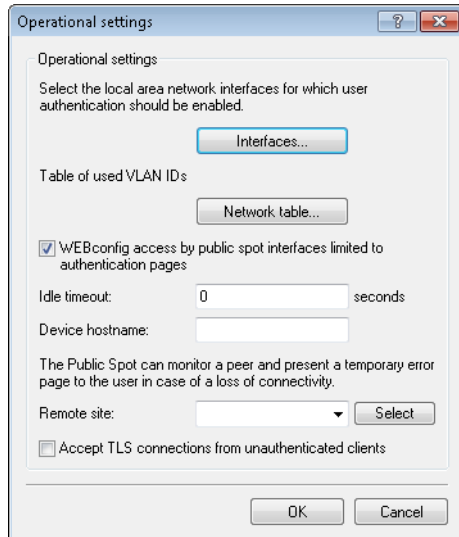 Operational settings
Operational settings
Select the local area network interfaces for which user
authentication should be enabled.
Interfaces...
Table of used VLAN IDs
Network table...
WEBconfig access by public spot interfaces limited to
authentication pages
Idle timeout: 0 seconds
Device hostname:
The Public Spot can monitor a peer and present a temporary error
page to the user in case of a loss of connectivity.
Remote site: Select
Accept TLS connections from unauthenticated clients
OK Cancel